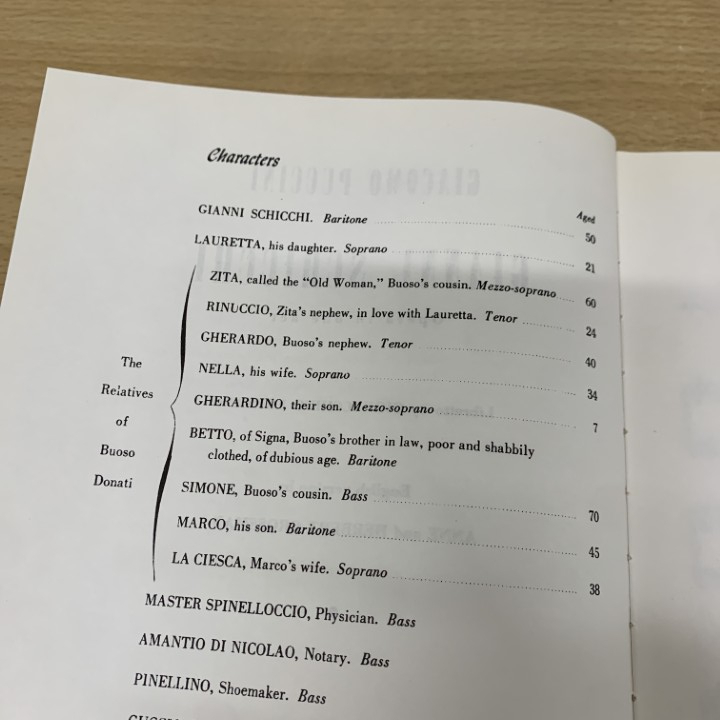 Characters
Aged
GIANNI SCHICCHI. Baritone 50
LAURETTA, his daughter. Soprano 21
ZITA, called the "Old Woman," Buoso's cousin. Mezzo-soprano 60
RINUCCIO, Zita's nephew, in love with Lauretta. Tenor 24
GHERARDO, Buoso's nephew. Tenor 40
NELLA, his wife. Soprano 34
GHERARDINO, their son. Mezzo-soprano 7
BETTO, of Signa, Buoso's brother in law, poor and shabbily
clothed, of dubious age. Baritone
SIMONE, Buoso's cousin. Bass 70
MARCO, his son. Baritone 45
LA CIESCA, Marco's wife. Soprano 38
The
Relatives
of
Buoso
Donati
MASTER SPINELLOCCIO, Physician. Bass
AMANTIO DI NICOLAO, Notary. Bass
PINELLINO, Shoemaker. Bass